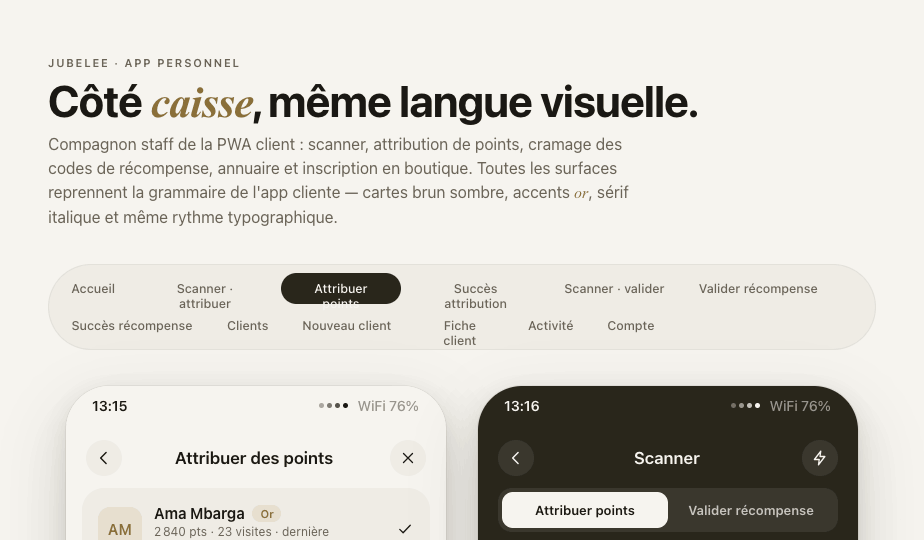 JUBELEE · APP PERSONNEL
Côté caisse, même langue visuelle.
Compagnon staff de la PWA client : scanner, attribution de points, cramage des
codes de récompense, annuaire et inscription en boutique. Toutes les surfaces
reprennent la grammaire de l'app cliente — cartes brun sombre, accents or, sérif
italique et même rythme typographique.
Accueil
Scanner ·
attribuer
Attribuer
points
Succès
attribution
Scanner · valider
Valider récompense
Succès récompense
Clients
Nouveau client
Fiche
client
Activité
Compte
13:15
WiFi 76%
Attribuer des points
AM
Ama Mbarga Or
2 840 pts · 23 visites · dernière
13:16
WiFi 76%
Scanner
Attribuer points
Valider récompense